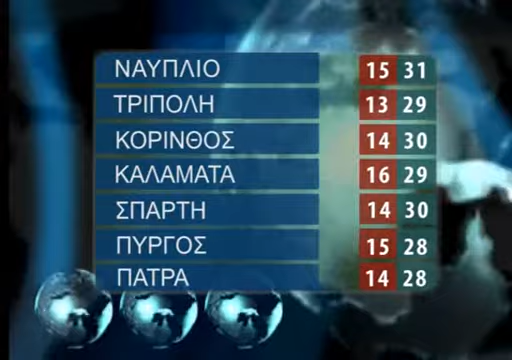 ΝΑΥΠΛΙΟ 15 31
ΤΡΙΠΟΛΗ 13 29
ΚΟΡΙΝΘΟΣ 14 30
ΚΑΛΑΜΑΤΑ 16 29
ΣΠΑΡΤΗ 14 30
ΠΥΡΓΟΣ 15 28
ΠΑΤΡΑ 14 28